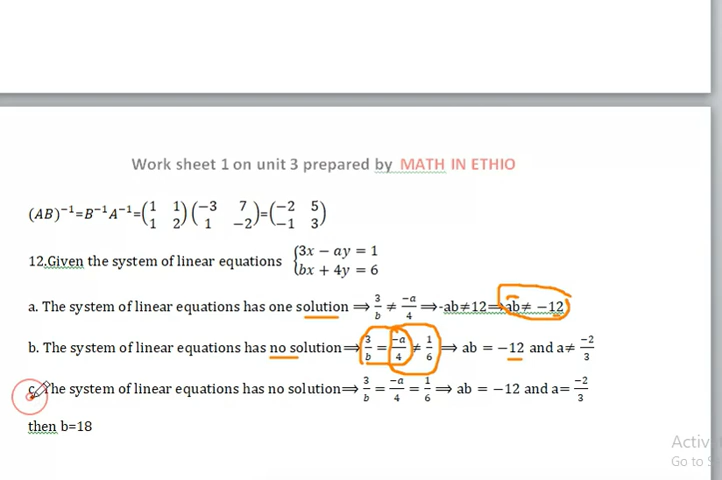 Work sheet 1 on unit 3 prepared by MATH IN ETHIO
(AB)⁻¹=B⁻¹A⁻¹=(1 1; 1 2)(−3 7; 1 −2)=(−2 5; −1 3)
12.Given the system of linear equations {3x − ay = 1
bx + 4y = 6
a. The system of linear equations has one solution ⟹ 3/b ≠ −a/4 ⟹-ab≠12⟹ab≠ −12
b. The system of linear equations has no solution⟹ 3/b = −a/4 ≠ 1/6 ⟹ ab = −12 and a≠ −2/3
c. The system of linear equations has no solution⟹ 3/b = −a/4 = 1/6 ⟹ ab = −12 and a= −2/3
then b=18
Go to